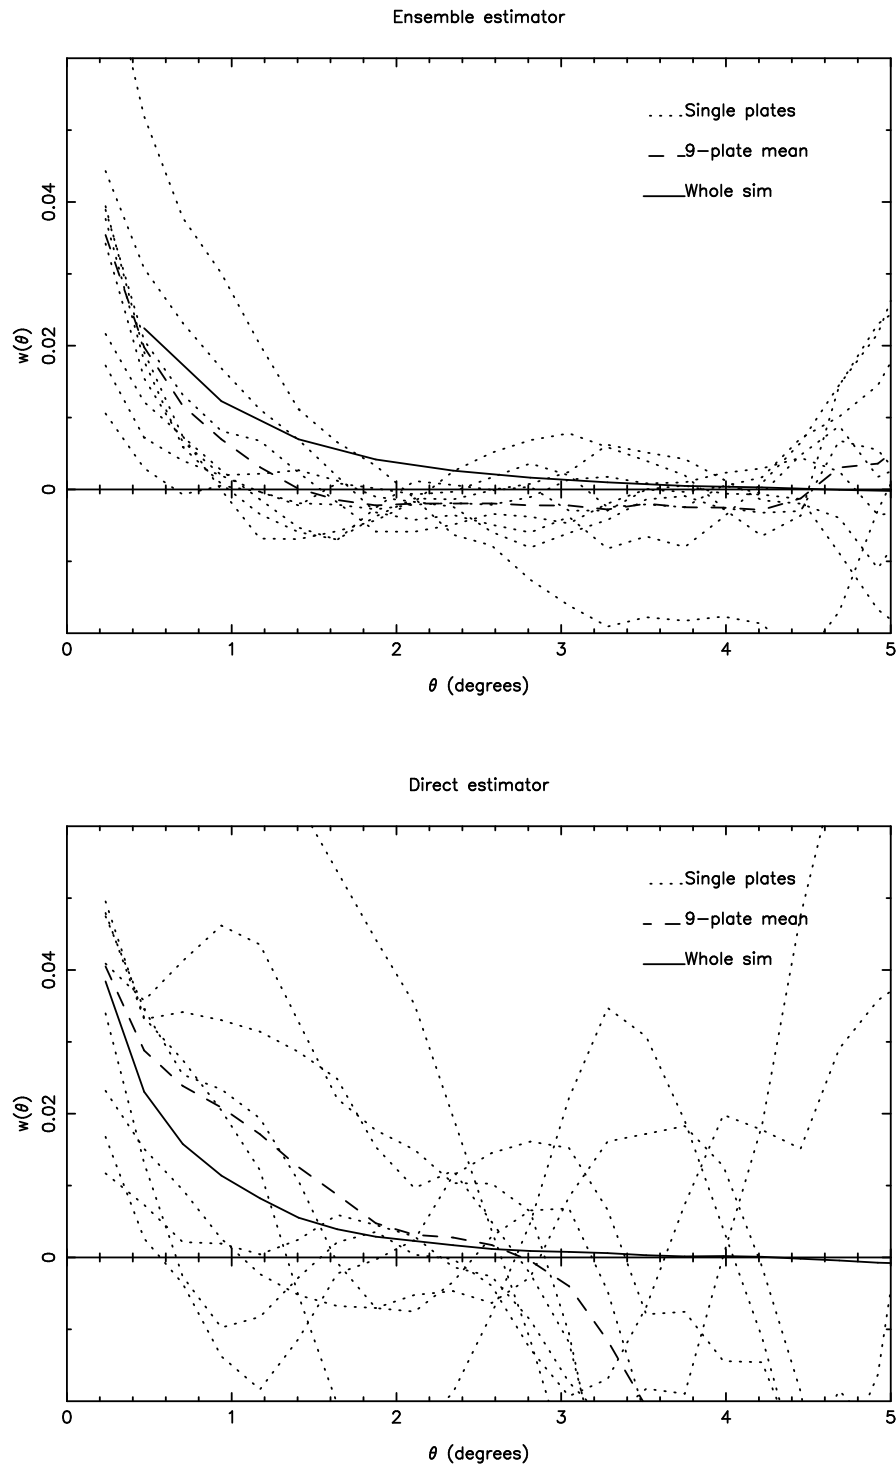 Ensemble estimator
Single plates
9-plate mean
Whole sim
w(θ)
0.04
0.02
0
0 1 2 3 4 5
θ (degrees)
Direct estimator
Single plates
9-plate mean
Whole sim
w(θ)
0.04
0.02
0
0 1 2 3 4 5
θ (degrees)